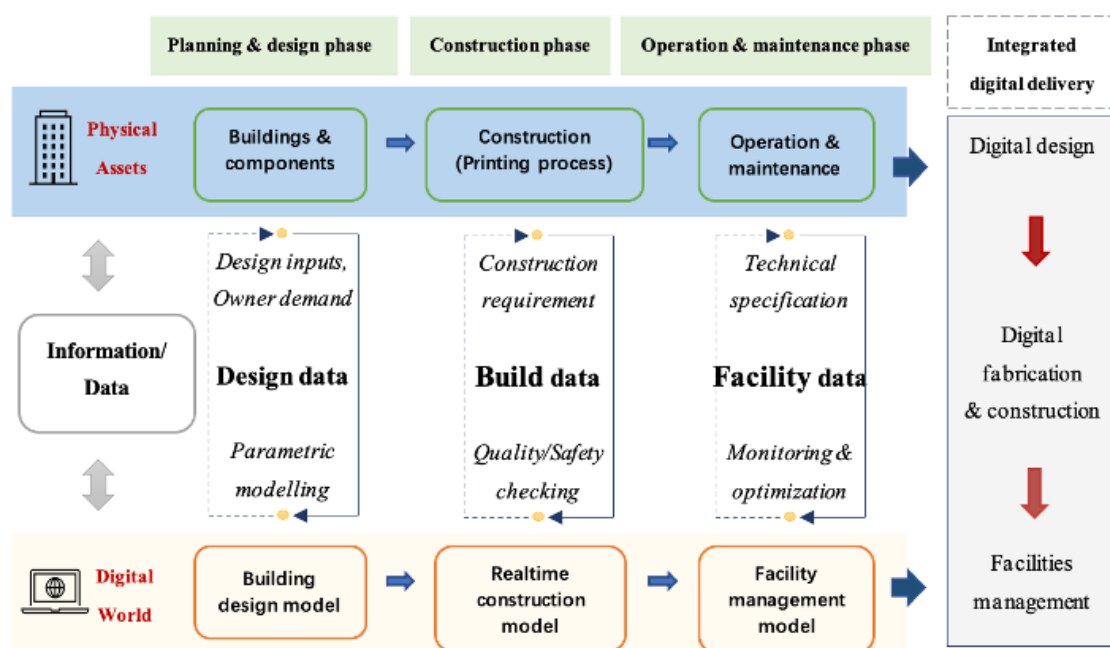 Planning & design phase
Construction phase
Operation & maintenance phase
Integrated
digital delivery
Physical
Assets
Buildings &
components
Construction
(Printing process)
Operation &
maintenance
Digital design
Design inputs,
Owner demand
Construction
requirement
Technical
specification
Information/
Data
Design data
Build data
Facility data
Digital
fabrication
& construction
Parametric
modelling
Quality/Safety
checking
Monitoring &
optimization
Digital
World
Building
design model
Realtime
construction
model
Facility
management
model
Facilities
management